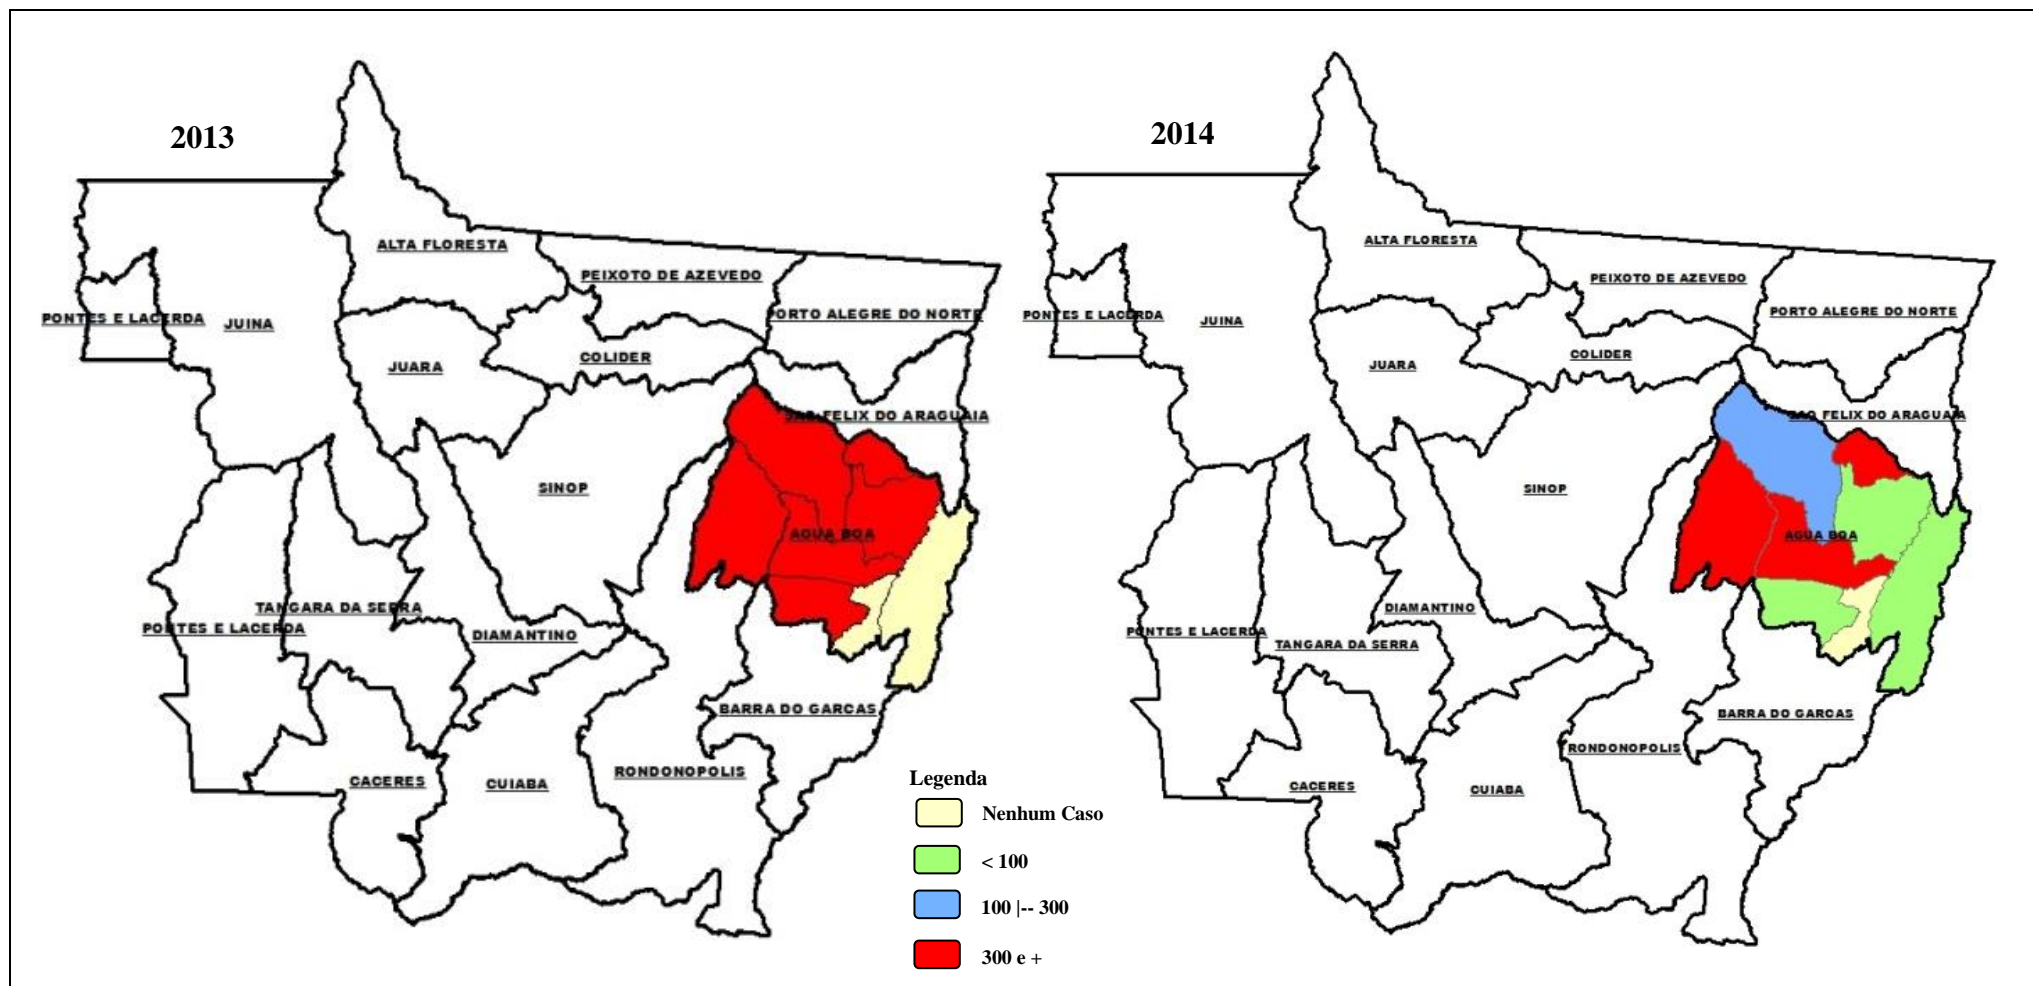 2013
ALTA FLORESTA
PEIXOTO DE AZEVEDO
PONTES E LACERDA
JUINA
PORTO ALEGRE DO NORTE
COLIDER
JUARA
SAO FELIX DO ARAGUAIA
SINOP
AGUA BOA
TANGARA DA SERRA
PONTES E LACERDA
DIAMANTINO
BARRA DO GARCAS
RONDONOPOLIS
CACERES
CUIABA
2014
ALTA FLORESTA
PEIXOTO DE AZEVEDO
PONTES E LACERDA
JUINA
PORTO ALEGRE DO NORTE
COLIDER
JUARA
SAO FELIX DO ARAGUAIA
SINOP
AGUA BOA
DIAMANTINO
PONTES E LACERDA
TANGARA DA SERRA
BARRA DO GARCAS
RONDONOPOLIS
CACERES
CUIABA
Legenda
Nenhum Caso
< 100
100 |-- 300
300 e +